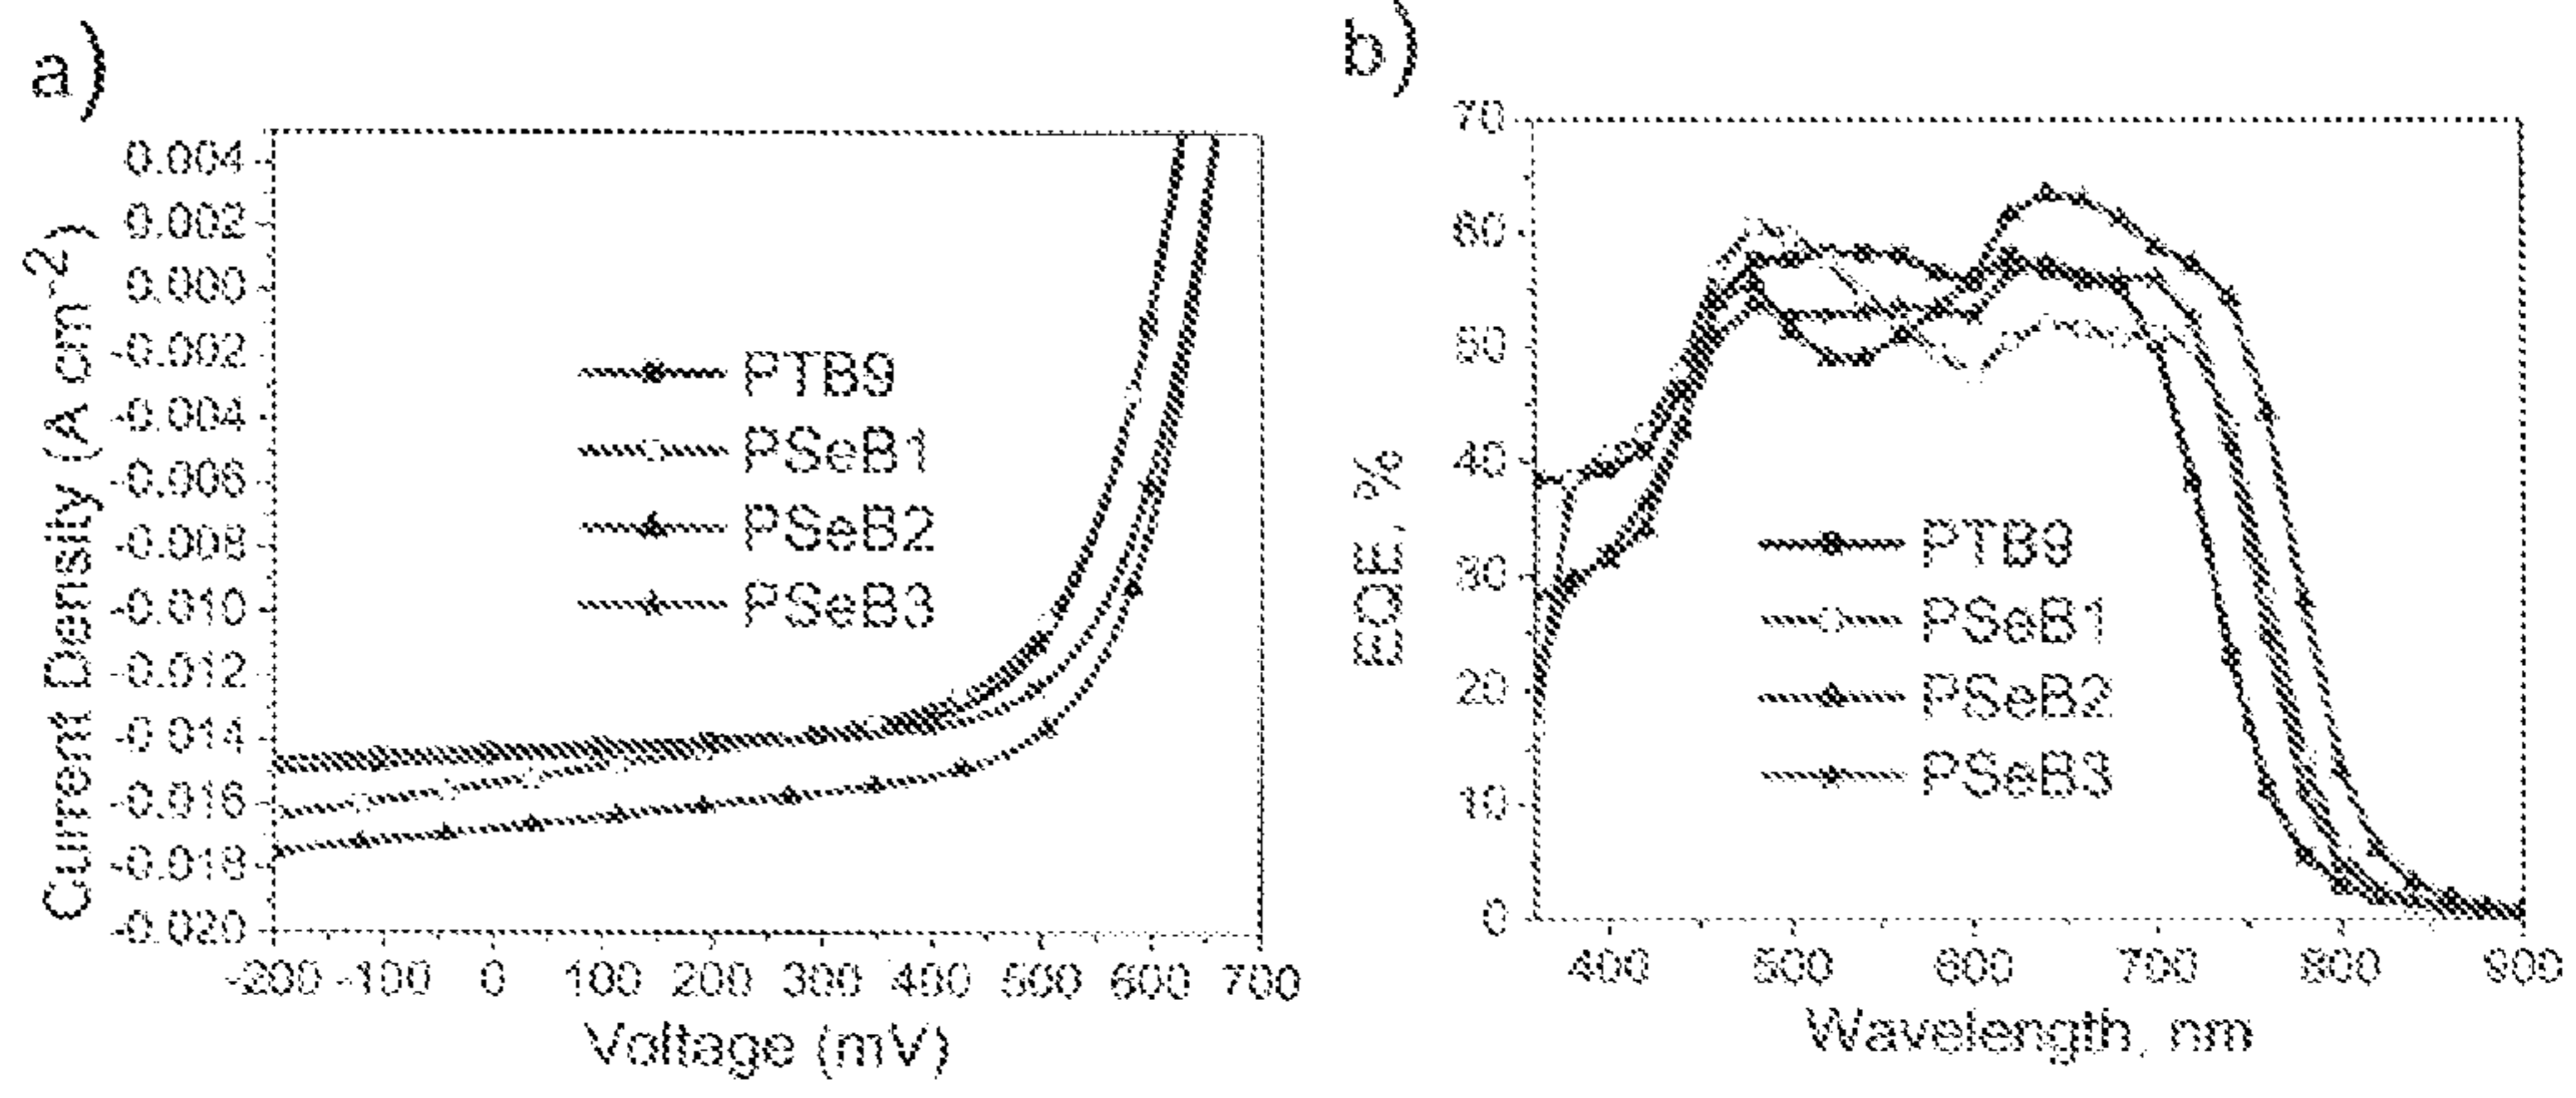 a)
0.004
0.002
0.000
-0.002
-0.004
-0.006
-0.008
-0.010
-0.012
-0.014
-0.016
-0.018
-0.020
Current Density (A cm⁻²)
PTB9
PSeB1
PSeB2
PSeB3
-200 -100 0 100 200 300 400 500 600 700
Voltage (mV)
b)
70
60
50
40
30
20
10
0
EQE, %
PTB9
PSeB1
PSeB2
PSeB3
400 500 600 700 800 900
Wavelength, nm